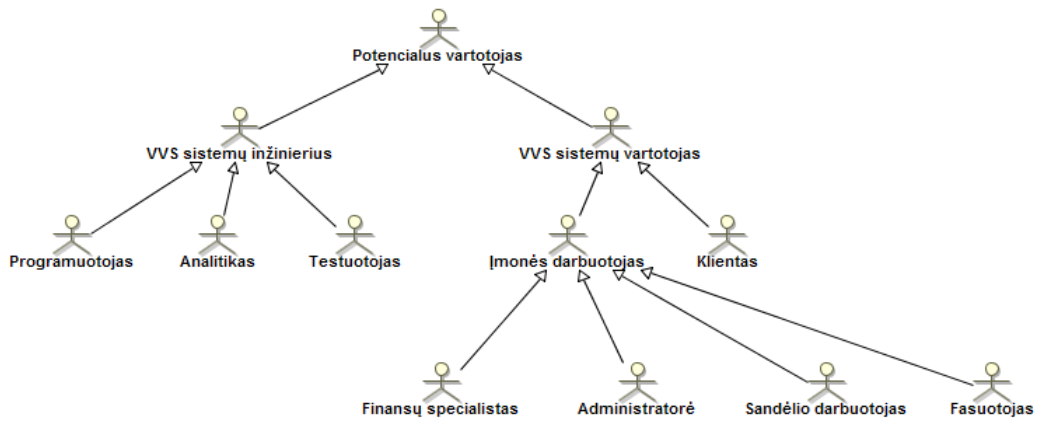 Potencialus vartotojas
VVS sistemų inžinierius
VVS sistemų vartotojas
Programuotojas
Analitikas
Testuotojas
Įmonės darbuotojas
Klientas
Finansų specialistas
Administratorė
Sandėlio darbuotojas
Fasuotojas